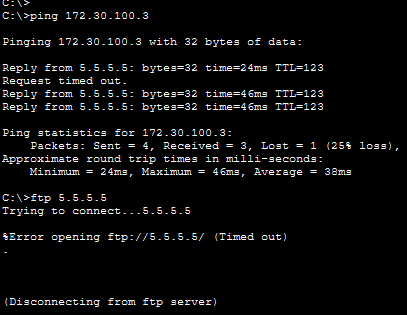 C:\>
C:\>ping 172.30.100.3
Pinging 172.30.100.3 with 32 bytes of data:
Reply from 5.5.5.5: bytes=32 time=24ms TTL=123
Request timed out.
Reply from 5.5.5.5: bytes=32 time=46ms TTL=123
Reply from 5.5.5.5: bytes=32 time=46ms TTL=123
Ping statistics for 172.30.100.3:
    Packets: Sent = 4, Received = 3, Lost = 1 (25% loss),
Approximate round trip times in milli-seconds:
    Minimum = 24ms, Maximum = 46ms, Average = 38ms
C:\>ftp 5.5.5.5
Trying to connect...5.5.5.5
%Error opening ftp://5.5.5.5/ (Timed out)
.
(Disconnecting from ftp server)